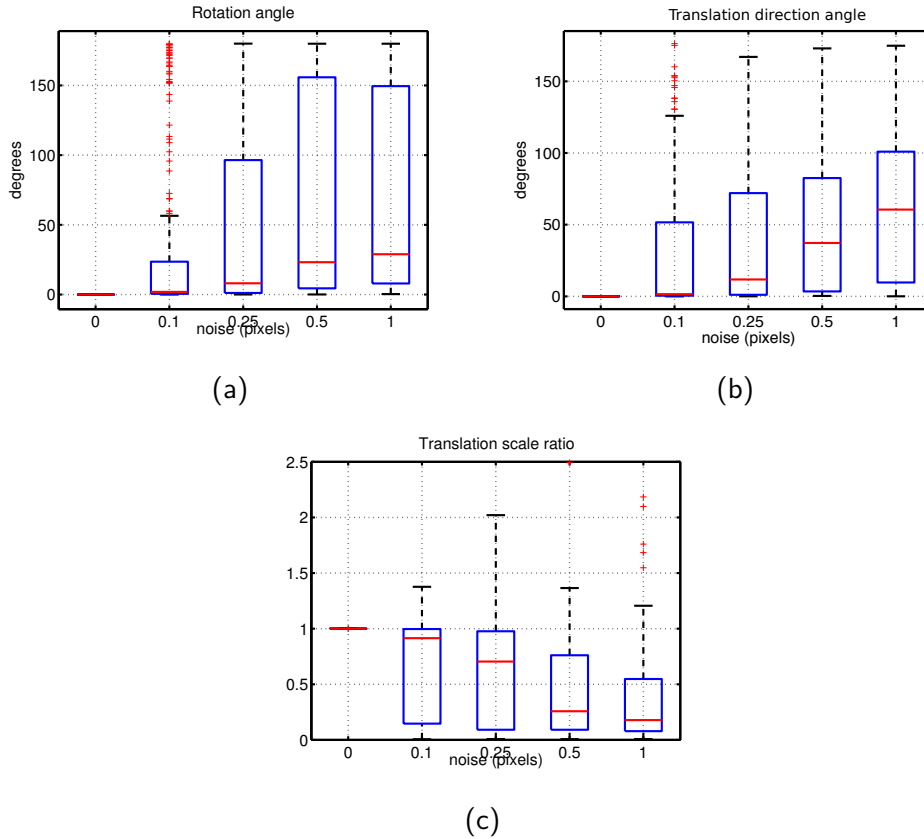 Rotation angle
degrees
150
100
50
0
0 0.1 0.25 0.5 1
noise (pixels)
(a)
Translation direction angle
degrees
150
100
50
0
0 0.1 0.25 0.5 1
noise (pixels)
(b)
Translation scale ratio
2.5
2
1.5
1
0.5
0
0 0.1 0.25 0.5 1
noise (pixels)
(c)